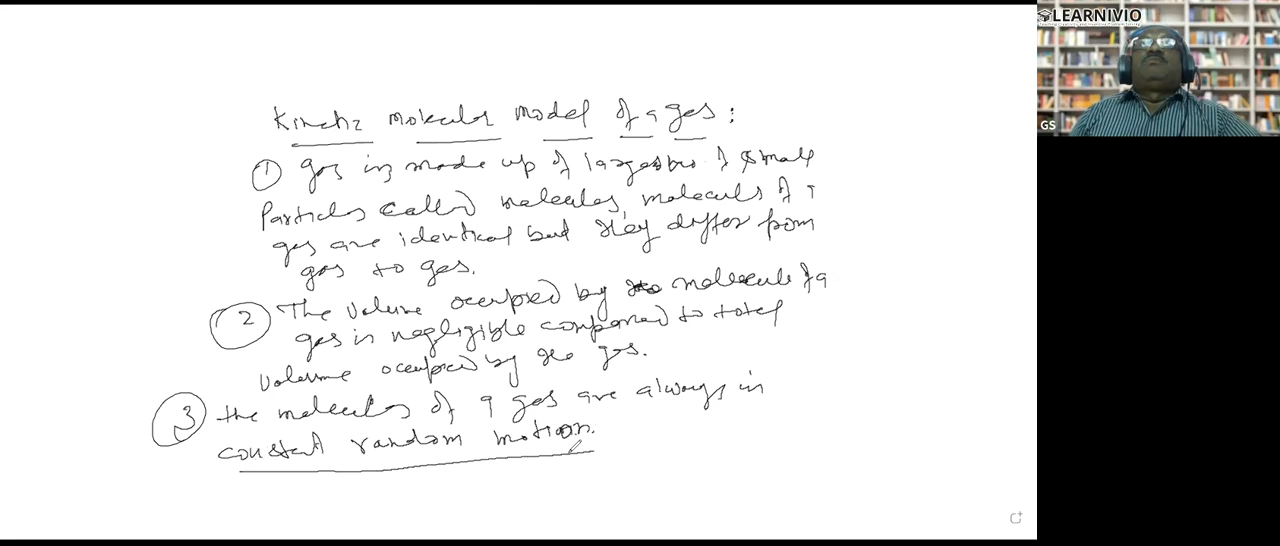 LEARNIVIO
GS
Kinetic molecular model of a gas :
① gas is made up of large no of small
particles called molecules, molecules of a
gas are identical but they differ from
gas to gas.
② The volume occupied by molecule of a
gas is negligible compared to total
volume occupied by the gas.
③ the molecules of a gas are always in
constant random motion.